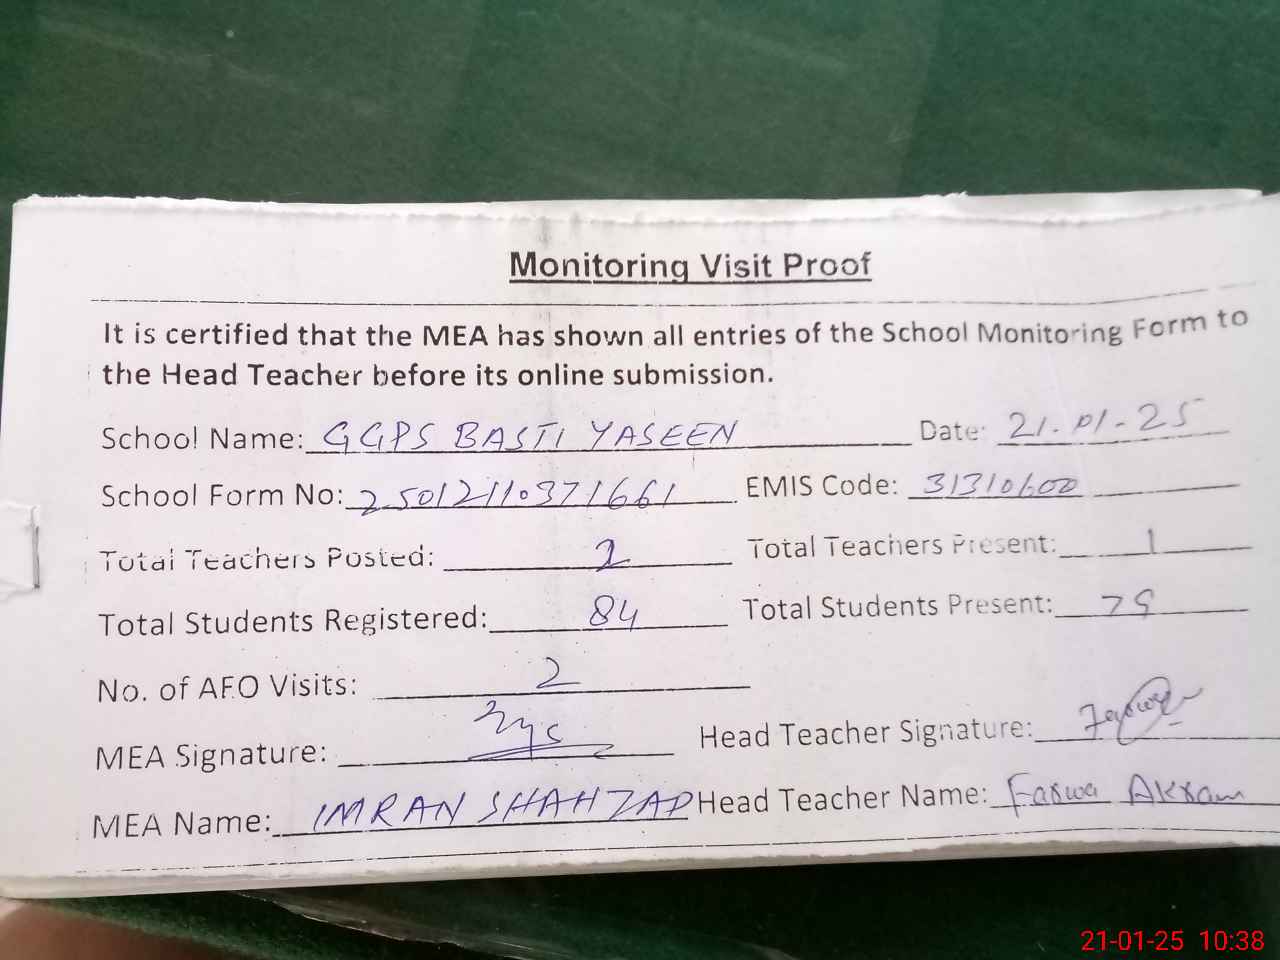 Monitoring Visit Proof
It is certified that the MEA has shown all entries of the School Monitoring Form to
the Head Teacher before its online submission.
School Name: GGPS BASTI YASEEN Date: 21.01-25
School Form No: 25012110371661 EMIS Code: 31310600
Total Teachers Posted: 2 Total Teachers Present: 1
Total Students Registered: 84 Total Students Present:
No. of AFO Visits: 2
MEA Signature: Head Teacher Signature:
MEA Name: IMRAN SHAHZAD Head Teacher Name: Farwa Akram
21-01-25 10:38